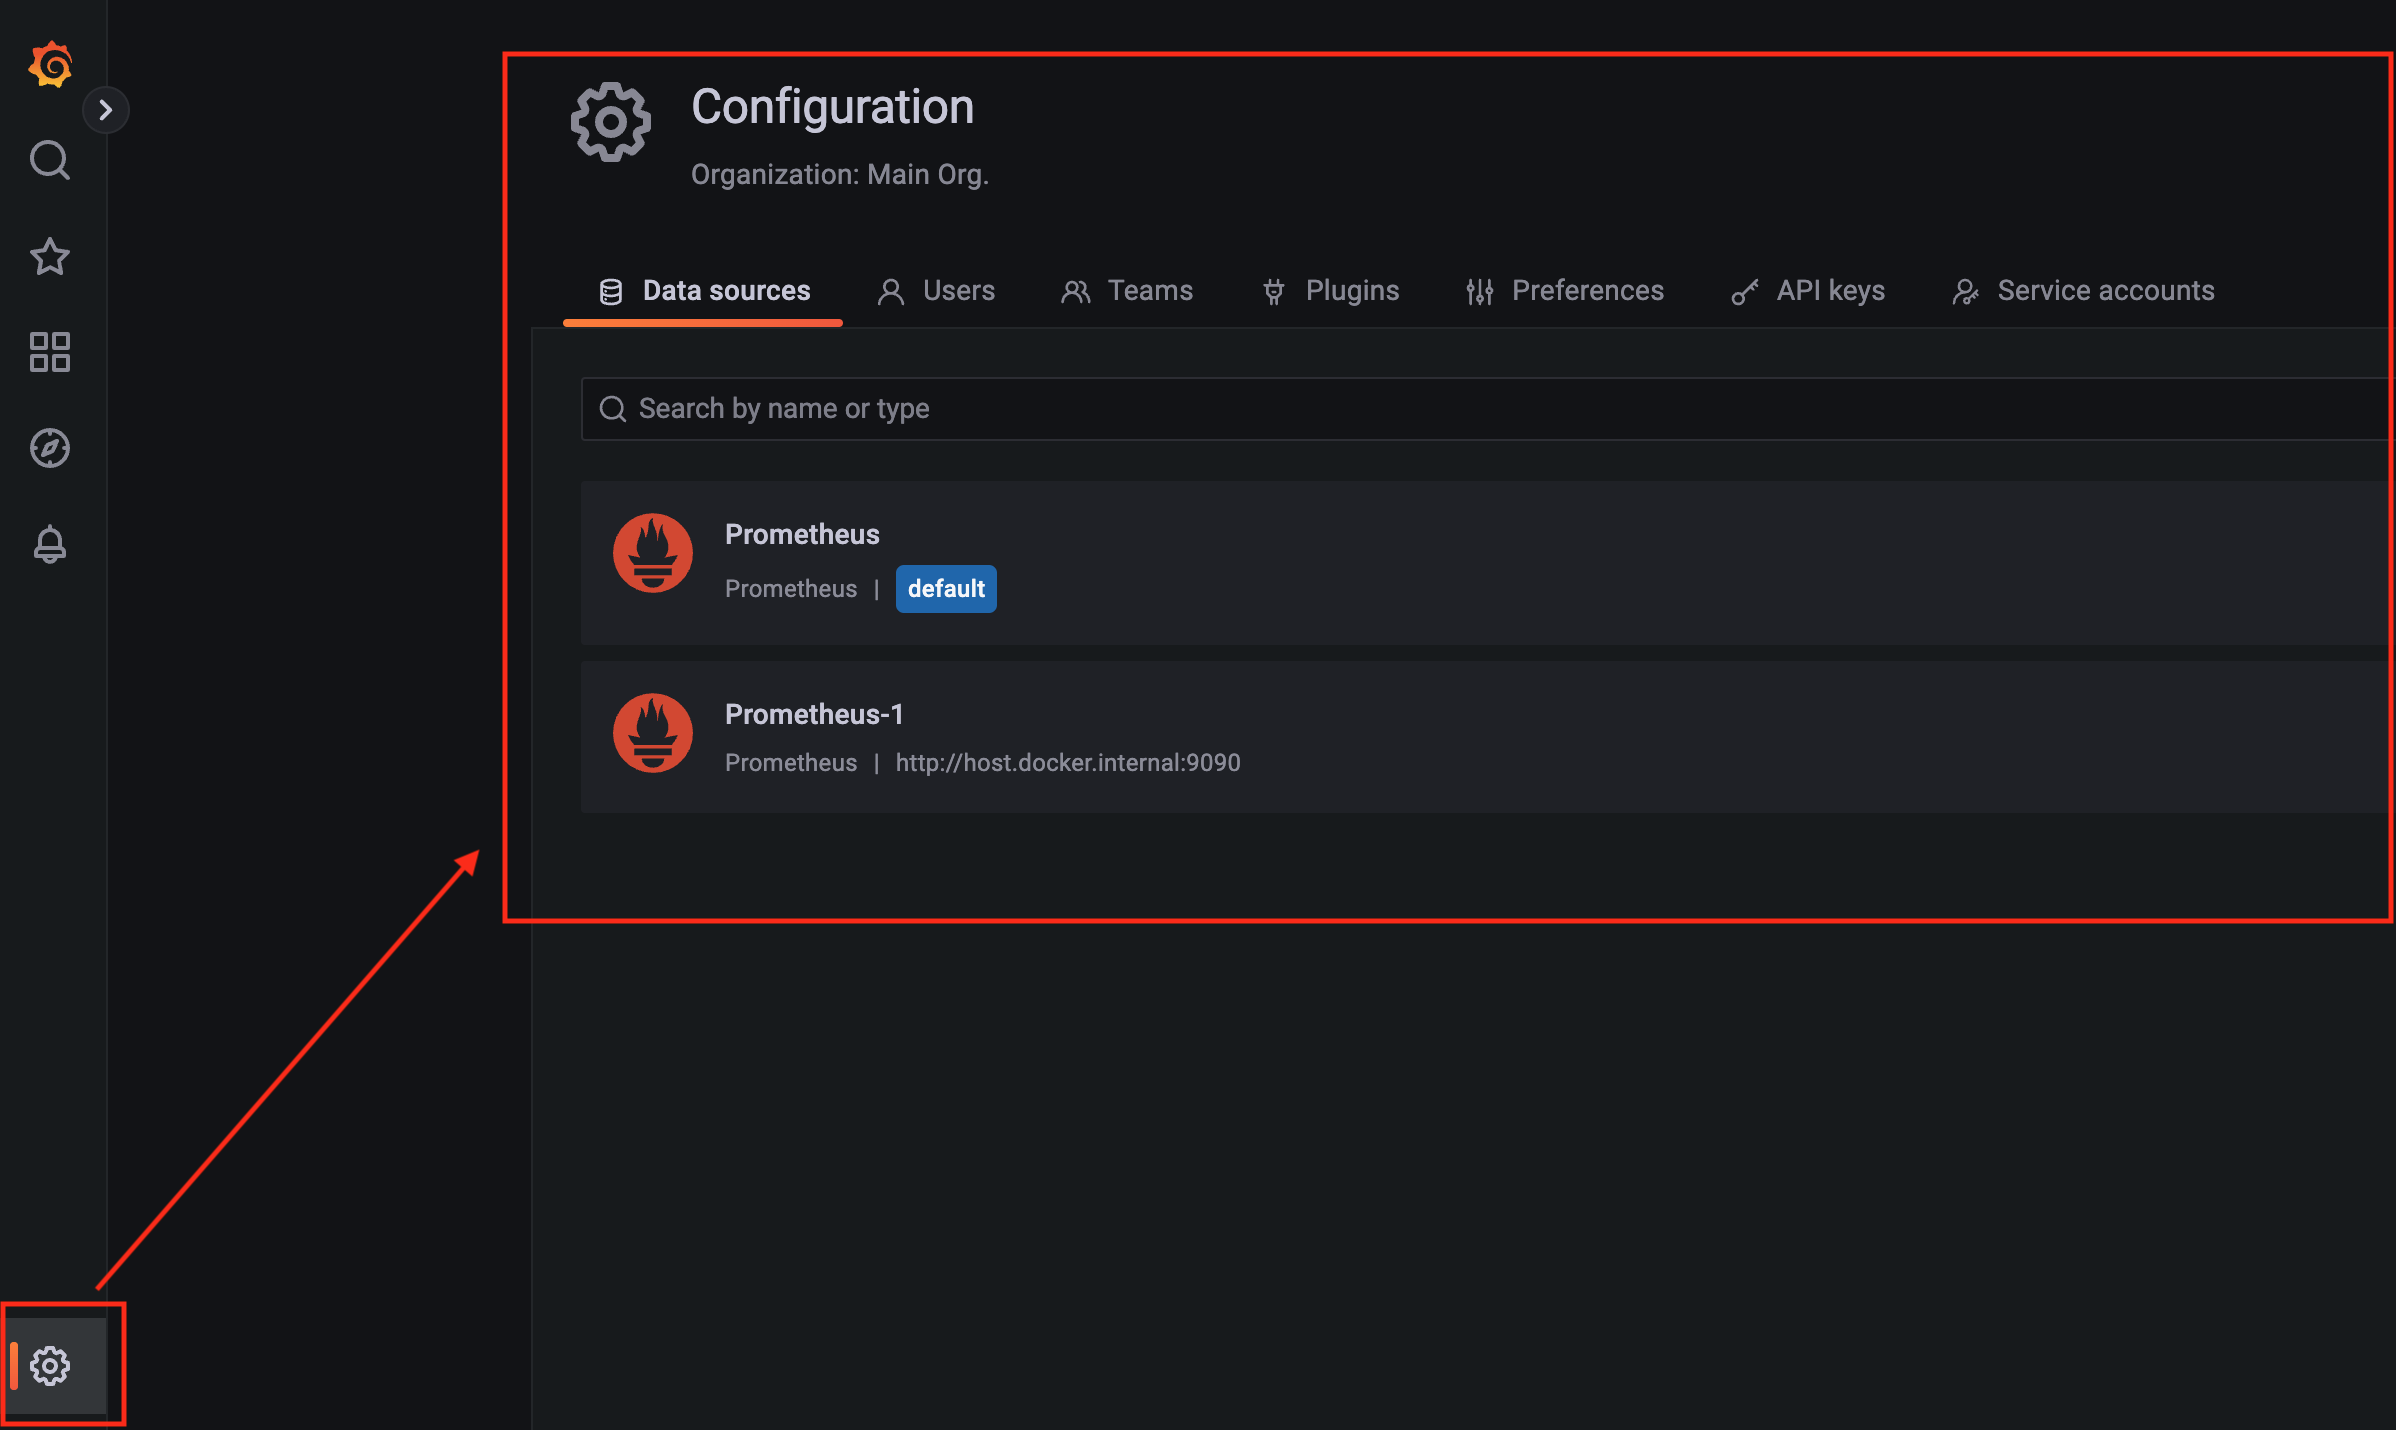 Configuration
Organization: Main Org.
Data sources Users Teams Plugins Preferences API keys Service accounts
Search by name or type
Prometheus
Prometheus | default
Prometheus-1
Prometheus | http://host.docker.internal:9090